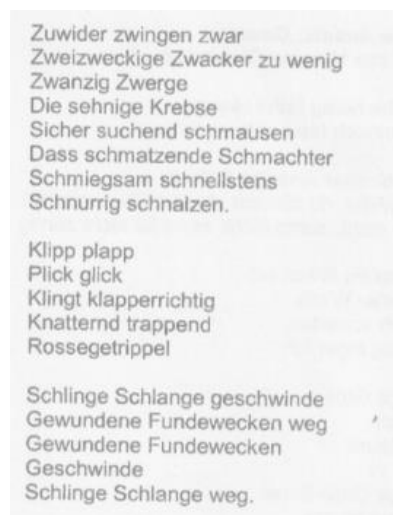 Zuwider zwingen zwar
Zweizweckige Zwacker zu wenig
Zwanzig Zwerge
Die sehnige Krebse
Sicher suchend schmausen
Dass schmatzende Schmachter
Schmiegsam schnellstens
Schnurrig schnalzen.
Klipp plapp
Plick glick
Klingt klapperrichtig
Knatternd trappend
Rossegetrippel
Schlinge Schlange geschwinde
Gewundene Fundewecken weg
Gewundene Fundewecken
Geschwinde
Schlinge Schlange weg.